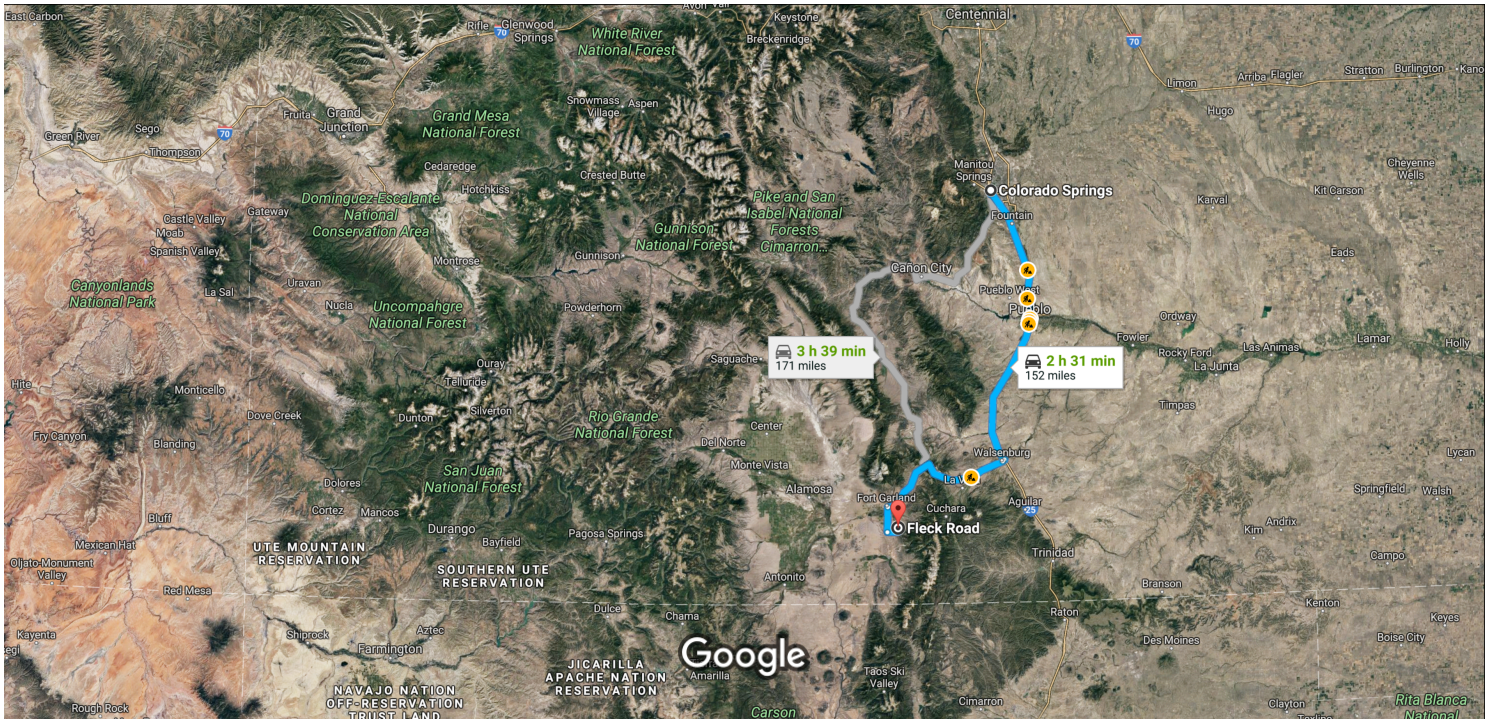 East Carbon
Rifle
Glenwood
Springs
70
White River
National Forest
Keystone
Breckenridge
Centennial
70
Limon
Arriba
Flagler
Stratton
Burlington
Hugo
Green River
Sego
Thompson
70
Fruita
Grand
Junction
Grand Mesa
National Forest
Snowmass
Village
Aspen
Cedaredge
Hotchkiss
Crested Butte
Manitou
Springs
Colorado Springs
Fountain
Cheyenne
Wells
Kit Carson
Karval
Castle Valley
Moab
Spanish Valley
Gateway
Dominguez-Escalante
National
Conservation Area
Pike and San
Isabel National
Forests
Cimarron...
Gunnison
National Forest
Gunnison
Montrose
Cañon City
Eads
Canyonlands
National Park
La Sal
Uravan
Nucla
Uncompahgre
National Forest
Powderhorn
Pueblo West
Pueblo
Ordway
Fowler
Rocky Ford
La Junta
Las Animas
Lamar
Holly
3 h 39 min
171 miles
2 h 31 min
152 miles
Saguache
Ouray
Telluride
Hite
Monticello
Dove Creek
Dunton
Silverton
Rio Grande
National Forest
Center
Del Norte
Monte Vista
Timpas
Fry Canyon
Blanding
Walsenburg
Lycan
San Juan
National Forest
Dolores
Alamosa
Fort Garland
Cuchara
Aguilar
25
Springfield
Walsh
Bluff
Cortez
Mancos
Durango
Bayfield
Pagosa Springs
Fleck Road
Kim
Andrix
Mexican Hat
Oljato-Monument
Valley
UTE MOUNTAIN
RESERVATION
SOUTHERN UTE
RESERVATION
Trinidad
Campo
Antonito
Branson
Red Mesa
Dulce
Chama
Raton
Kenton
Keyes
Kayenta
Shiprock
Aztec
Farmington
Google
Des Moines
Boise City
JICARILLA
APACHE NATION
RESERVATION
Amarilla
Taos Ski
Valley
NAVAJO NATION
OFF-RESERVATION
TRUST LAND
Rough Rock
Carson
Cimarron
Clayton
Rita Blanca
National